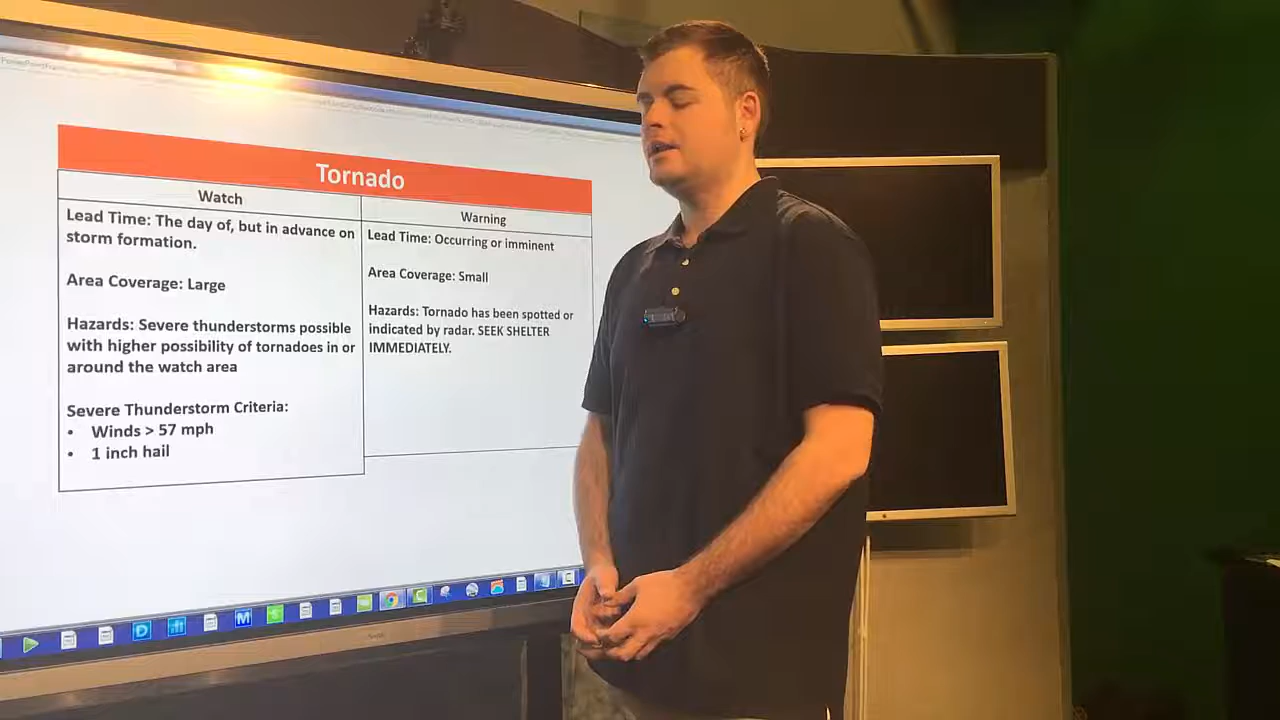 Tornado
Watch
Lead Time: The day of, but in advance on
storm formation.
Area Coverage: Large
Hazards: Severe thunderstorms possible
with higher possibility of tornadoes in or
around the watch area
Severe Thunderstorm Criteria:
• Winds > 57 mph
• 1 inch hail
Warning
Lead Time: Occurring or imminent
Area Coverage: Small
Hazards: Tornado has been spotted or
indicated by radar. SEEK SHELTER
IMMEDIATELY.